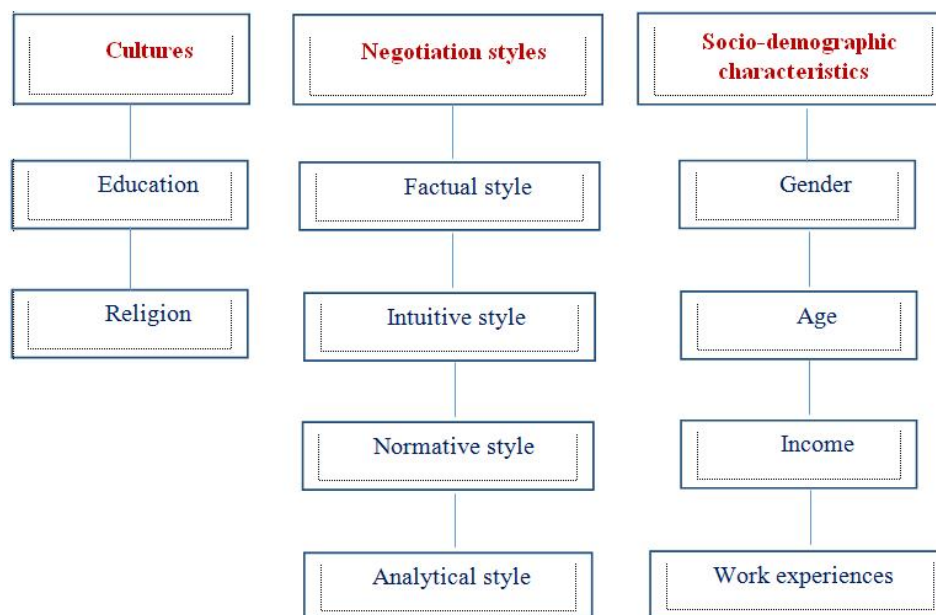 Cultures
Education
Religion
Negotiation styles
Factual style
Intuitive style
Normative style
Analytical style
Socio-demographic
characteristics
Gender
Age
Income
Work experiences